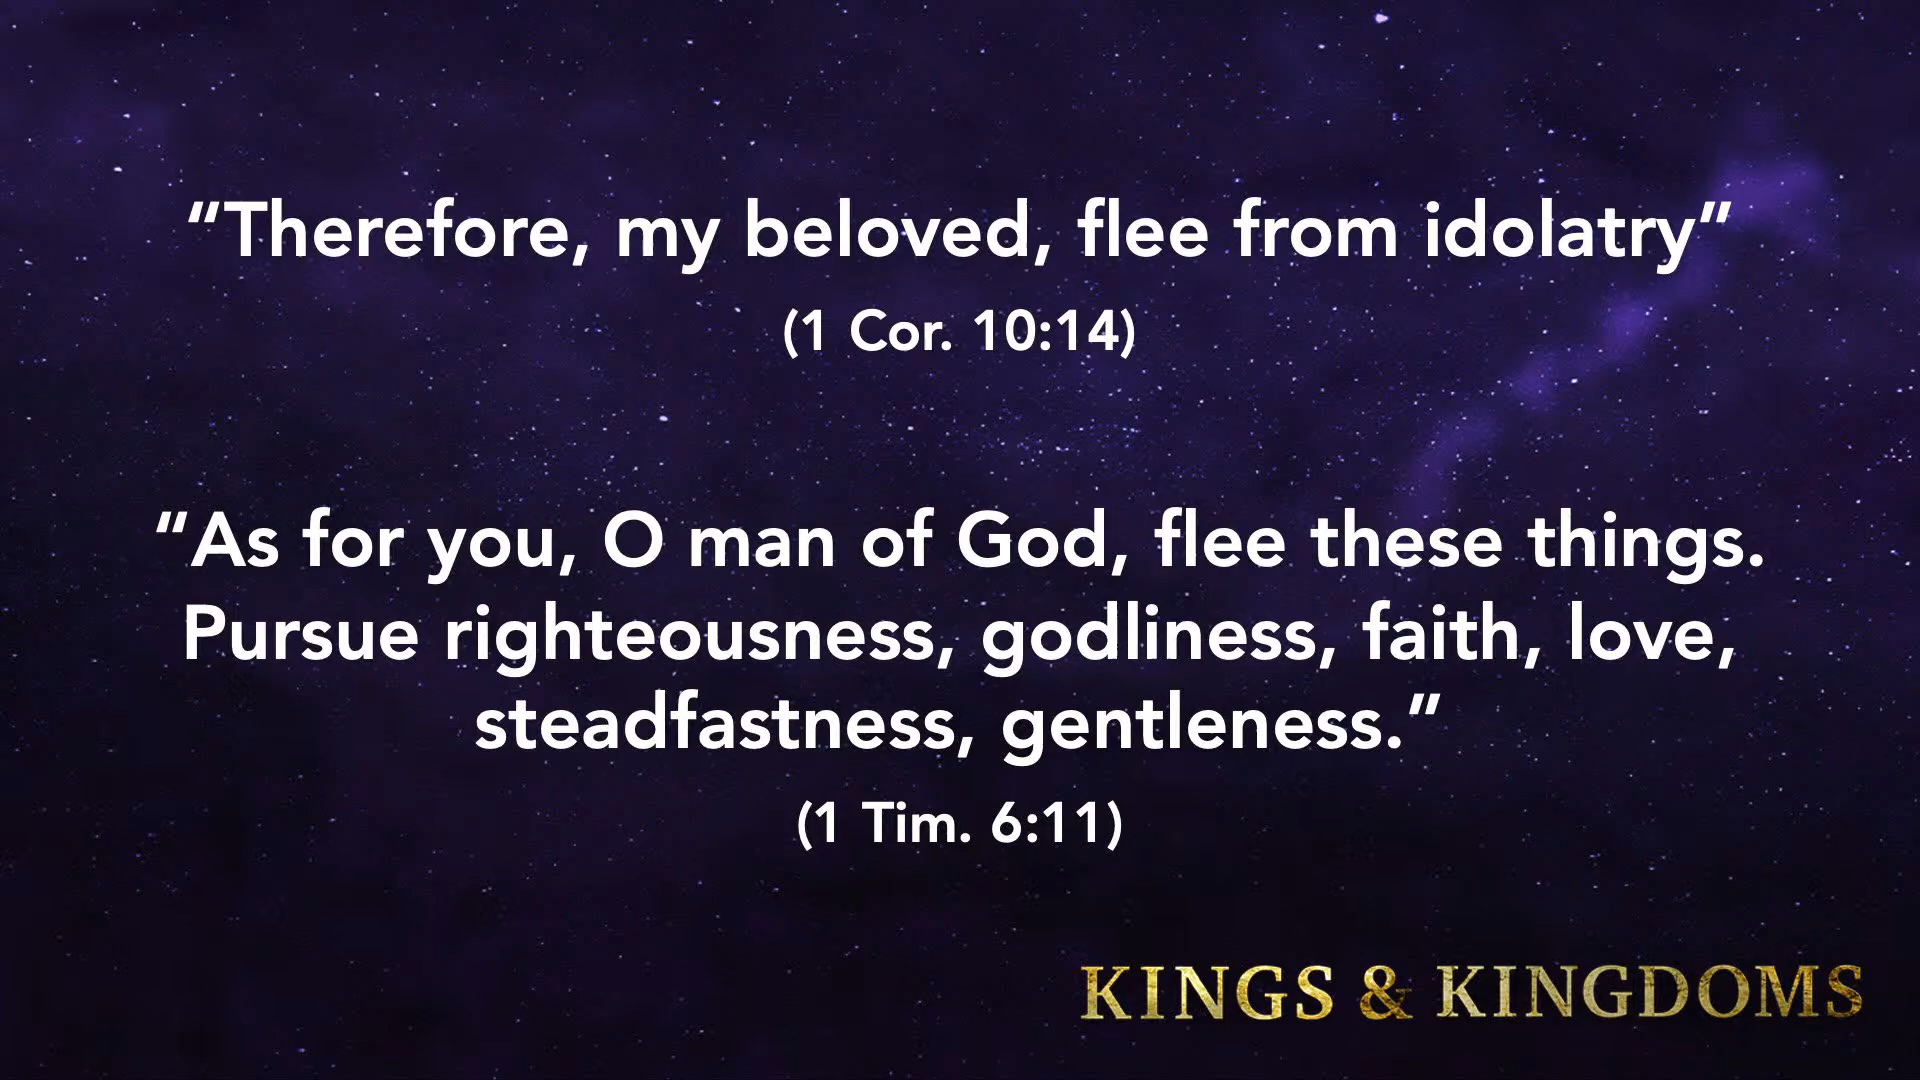 “Therefore, my beloved, flee from idolatry”
(1 Cor. 10:14)
“As for you, O man of God, flee these things.
Pursue righteousness, godliness, faith, love,
steadfastness, gentleness.”
(1 Tim. 6:11)
KINGS & KINGDOMS